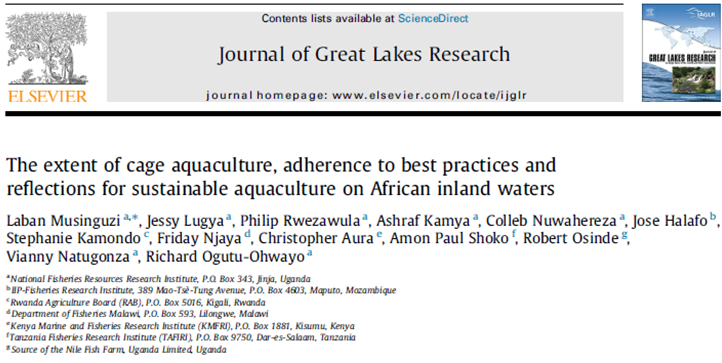 Contents lists available at ScienceDirect
Journal of Great Lakes Research
journal homepage: www.elsevier.com/locate/ijglr
ELSEVIER
GREAT LAKES RESEARCH
The extent of cage aquaculture, adherence to best practices and
reflections for sustainable aquaculture on African inland waters
Laban Musinguzi a,*, Jessy Lugya a, Philip Rwezawula a, Ashraf Kamya a, Colleb Nuwahereza a, Jose Halafo b,
Stephanie Kamondo c, Friday Njaya d, Christopher Aura e, Amon Paul Shoko f, Robert Osinde g,
Vianny Natugonza a, Richard Ogutu-Ohwayo a
a National Fisheries Resources Research Institute, P.O. Box 343, Jinja, Uganda
b IIP-Fisheries Research Institute, 389 Mao-Tsè-Tung Avenue, P.O. Box 4603, Maputo, Mozambique
c Rwanda Agriculture Board (RAB), P.O. Box 5016, Kigali, Rwanda
d Department of Fisheries Malawi, P.O. Box 593, Lilongwe, Malawi
e Kenya Marine and Fisheries Research Institute (KMFRI), P.O. Box 1881, Kisumu, Kenya
f Tanzania Fisheries Research Institute (TAFIRI), P.O. Box 9750, Dar-es-Salaam, Tanzania
g Source of the Nile Fish Farm, Uganda Limited, Uganda